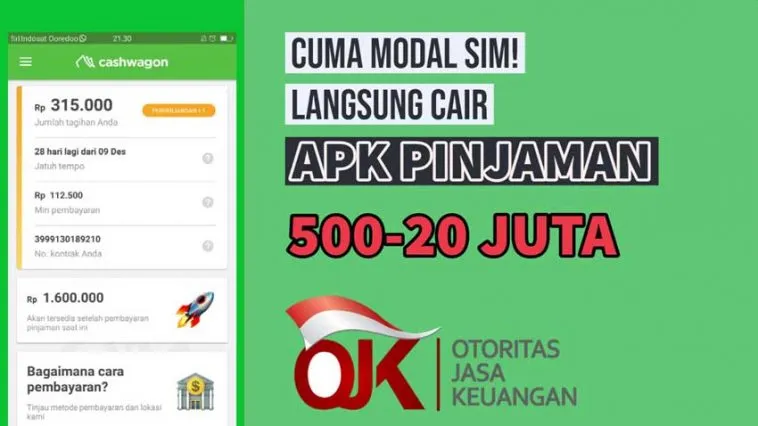 Sri Indosat Ooredoo 21.30
cashwagon
Rp 315.000
Jumlah tagihan Anda
28 hari lagi dari 09 Des
Jatuh tempo
Rp 112.500
Min pembayaran
3999130189210
No. kontrak Anda
Rp 1.600.000
Akan tersedia setelah pembayaran
pinjaman saat ini
Bagaimana cara
pembayaran?
Tinjau metode pembayaran dan lokasi
kami
CUMA MODAL SIM!
LANGSUNG CAIR
APK PINJAMAN
500-20 JUTA
OJK
OTORITAS
JASA
KEUANGAN